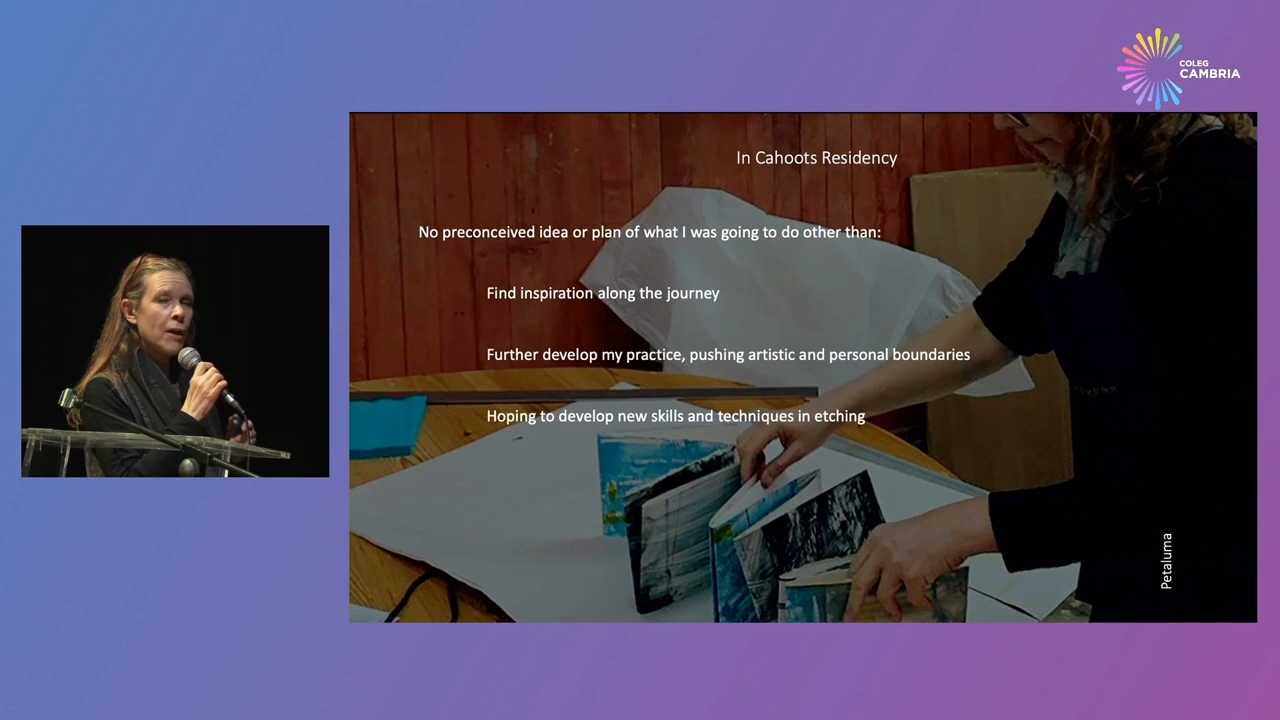 COLEG
CAMBRIA
In Cahoots Residency
No preconceived idea or plan of what I was going to do other than:
Find inspiration along the journey
Further develop my practice, pushing artistic and personal boundaries
Hoping to develop new skills and techniques in etching
Petaluma